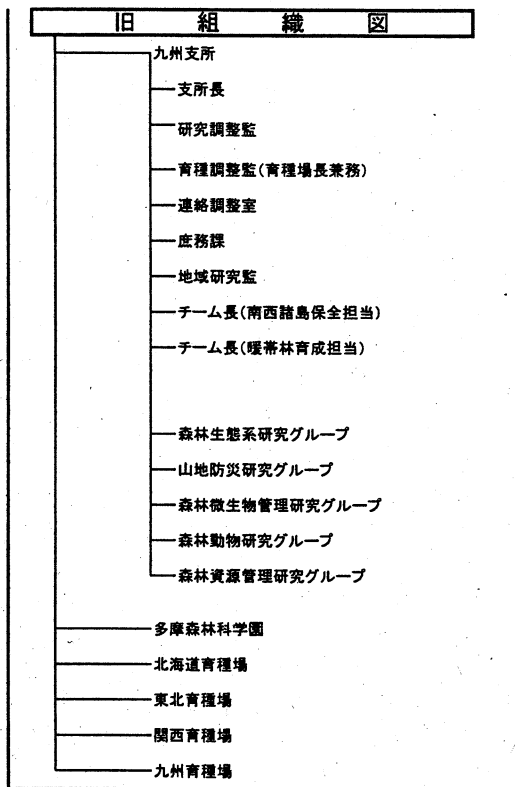 旧組織図
九州支所
支所長
研究調整監
育種調整監(育種場長兼務)
連絡調整室
庶務課
地域研究監
チーム長(南西諸島保全担当)
チーム長(暖帯林育成担当)
森林生態系研究グループ
山地防災研究グループ
森林微生物管理研究グループ
森林動物研究グループ
森林資源管理研究グループ
多摩森林科学園
北海道育種場
東北育種場
関西育種場
九州育種場